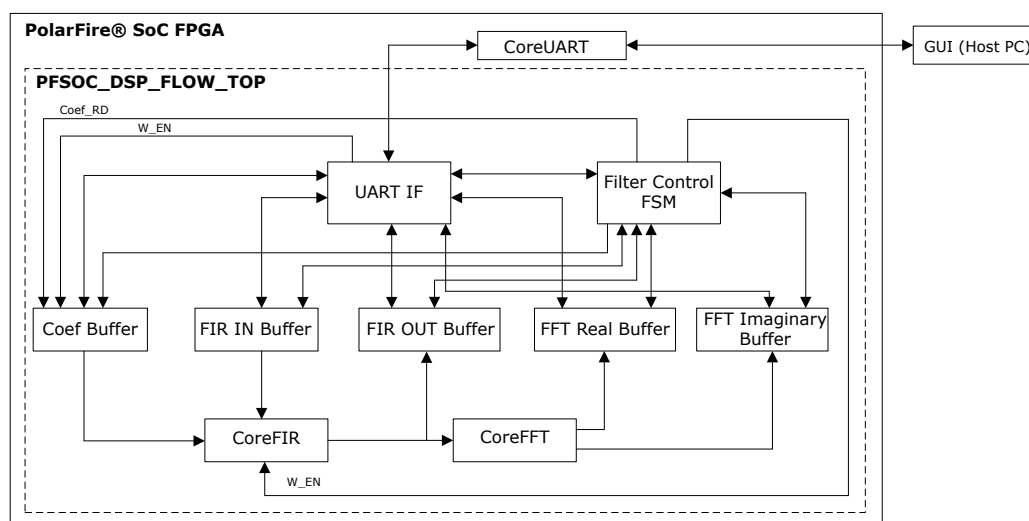 PolarFire® SoC FPGA
CoreUART
GUI (Host PC)
PFSOC_DSP_FLOW_TOP
Coef_RD
W_EN
UART IF
Filter Control
FSM
Coef Buffer
FIR IN Buffer
FIR OUT Buffer
FFT Real Buffer
FFT Imaginary
Buffer
CoreFIR
CoreFFT
W_EN